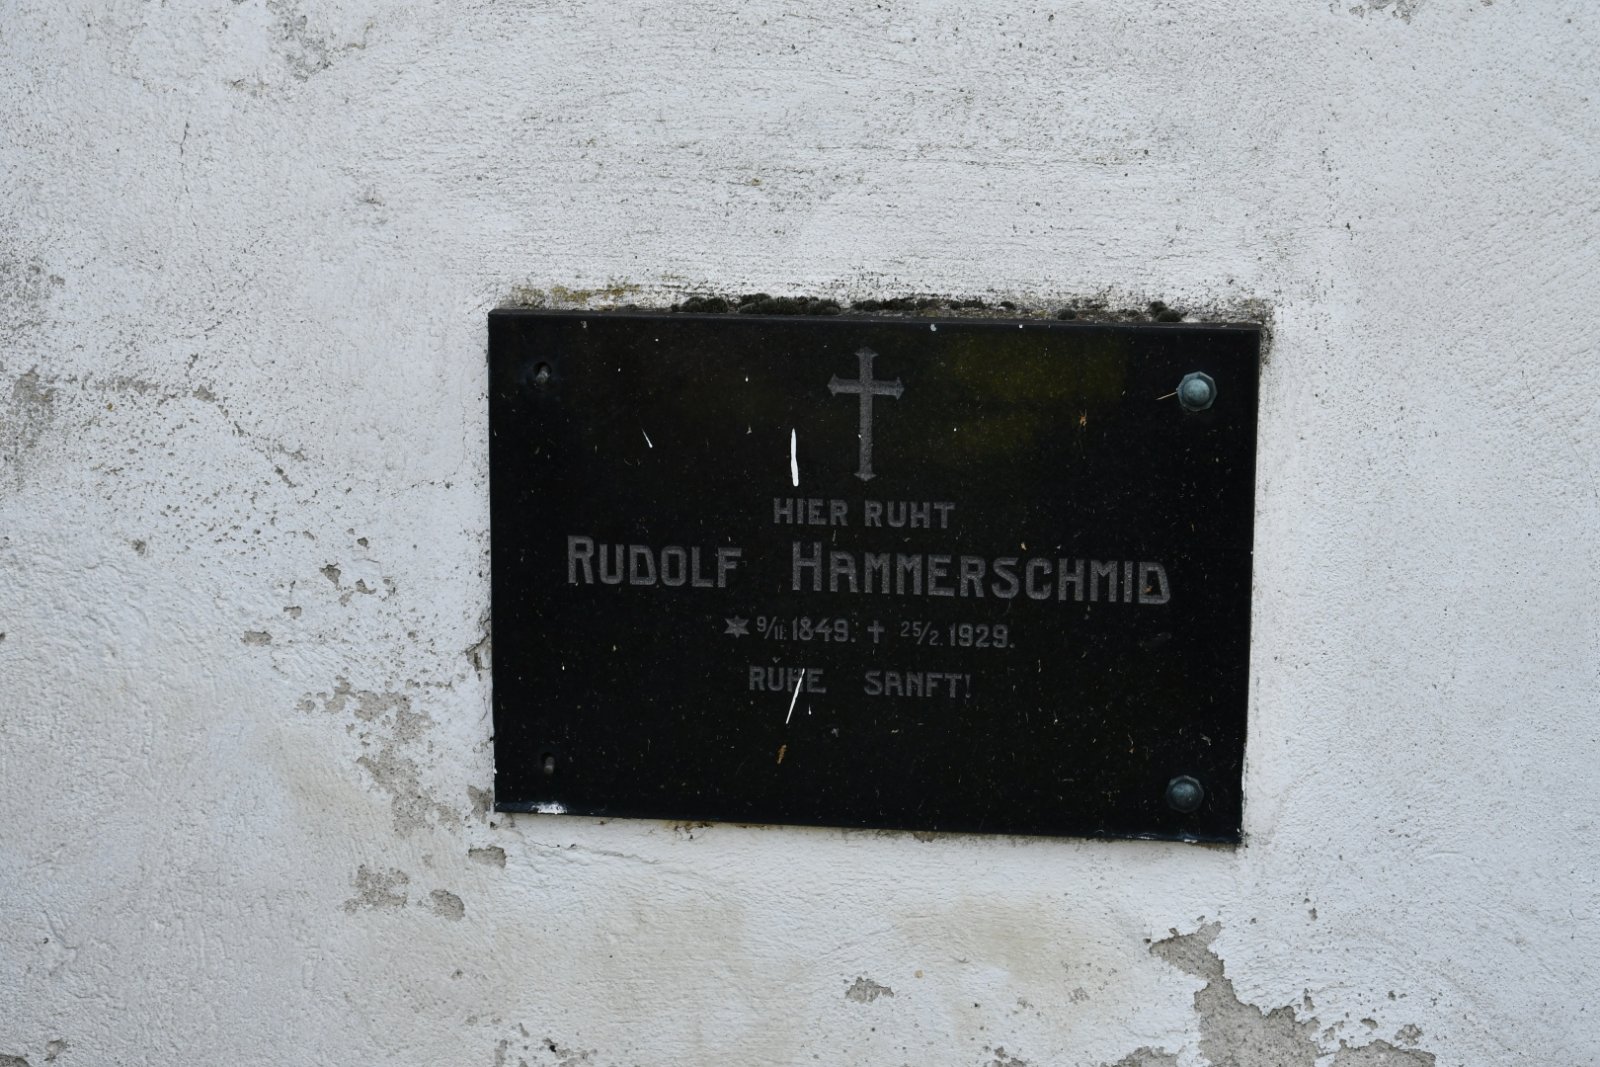 HIER RUHT
RUDOLF HAMMERSCHMID
* 9/11. 1849. ✝ 25/2. 1929.
RUHE SANFT!